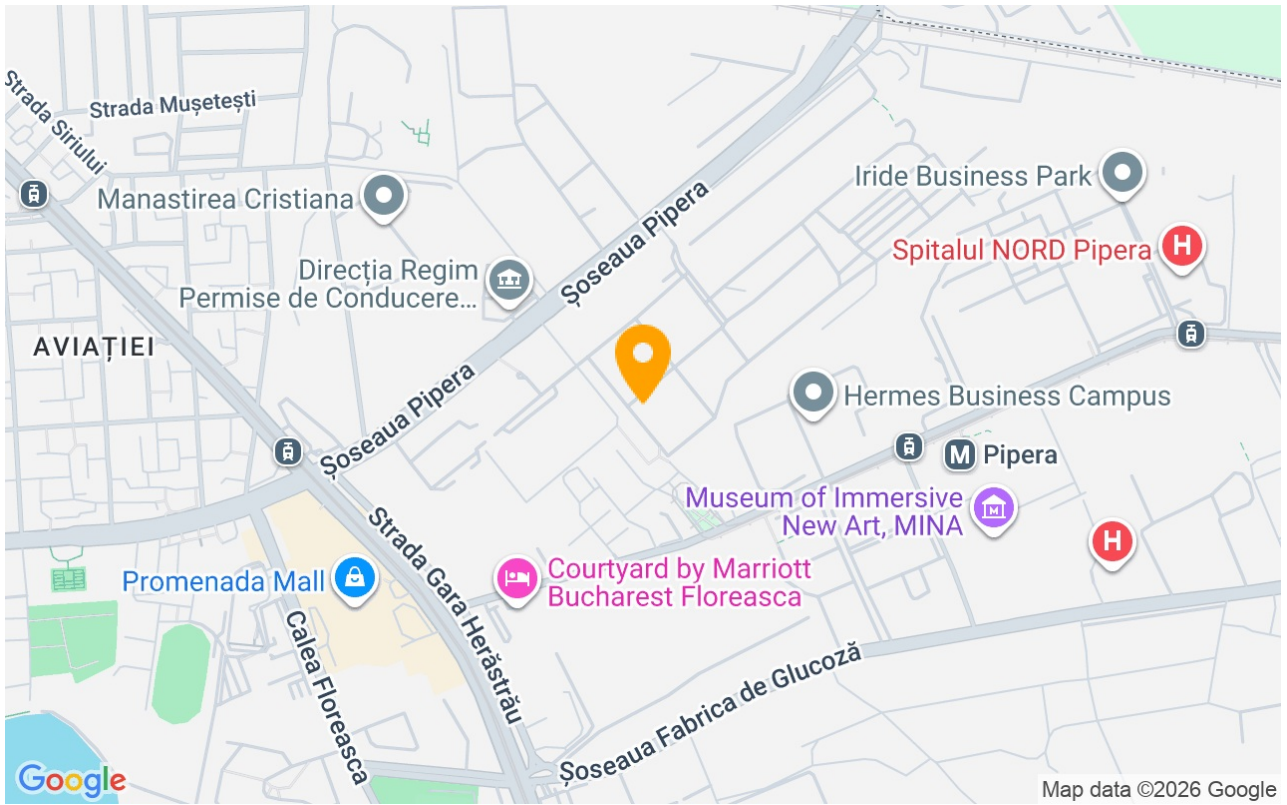 Strada Mușetești
Strada Siriului
Manastirea Cristiana
Iride Business Park
Șoseaua Pipera
Spitalul NORD Pipera
H
Direcția Regim
Permise de Conducere...
AVIAȚIEI
Șoseaua Pipera
Hermes Business Campus
M Pipera
Museum of Immersive
New Art, MINA
H
Strada Gara Herăstrău
Promenada Mall
Courtyard by Marriott
Bucharest Floreasca
Calea Floreasca
Șoseaua Fabrica de Glucoză
Google
Map data ©2026 Google